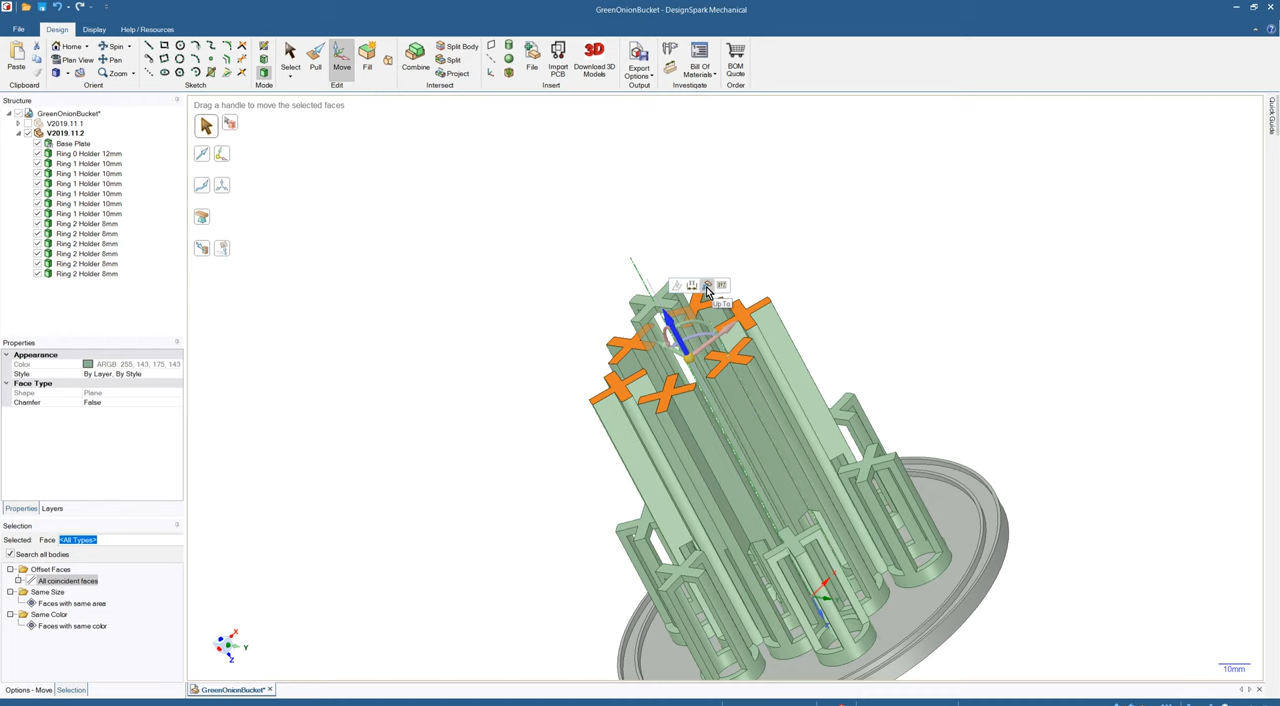 GreenOnionBucket - DesignSpark Mechanical
File
Design
Display
Help / Resources
Paste
Clipboard
Home
Plan View
Spin
Pan
Zoom
Orient
Sketch
Mode
Select
Pull
Move
Fill
Edit
Combine
Split Body
Split
Project
Intersect
File
Import PCB
Download 3D Models
Insert
Export Options
Output
Bill Of Materials
Investigate
BOM Quote
Order
Structure
GreenOnionBucket*
V2019.11.1
V2019.11.2
Base Plate
Ring 0 Holder 12mm
Ring 1 Holder 10mm
Ring 1 Holder 10mm
Ring 1 Holder 10mm
Ring 1 Holder 10mm
Ring 1 Holder 10mm
Ring 1 Holder 10mm
Ring 2 Holder 8mm
Ring 2 Holder 8mm
Ring 2 Holder 8mm
Ring 2 Holder 8mm
Ring 2 Holder 8mm
Ring 2 Holder 8mm
Properties
Appearance
Color ARGB: 255, 143, 175, 143
Style By Layer, By Style
Face Type
Shape Plane
Chamfer False
Properties Layers
Selection
Selected: Face <All Types>
Search all bodies
Offset Faces
All coincident faces
Same Size
Faces with same area
Same Color
Faces with same color
Options - Move Selection
Drag a handle to move the selected faces
Up To
X
Y
Z
10mm
GreenOnionBucket*
Quick Guide